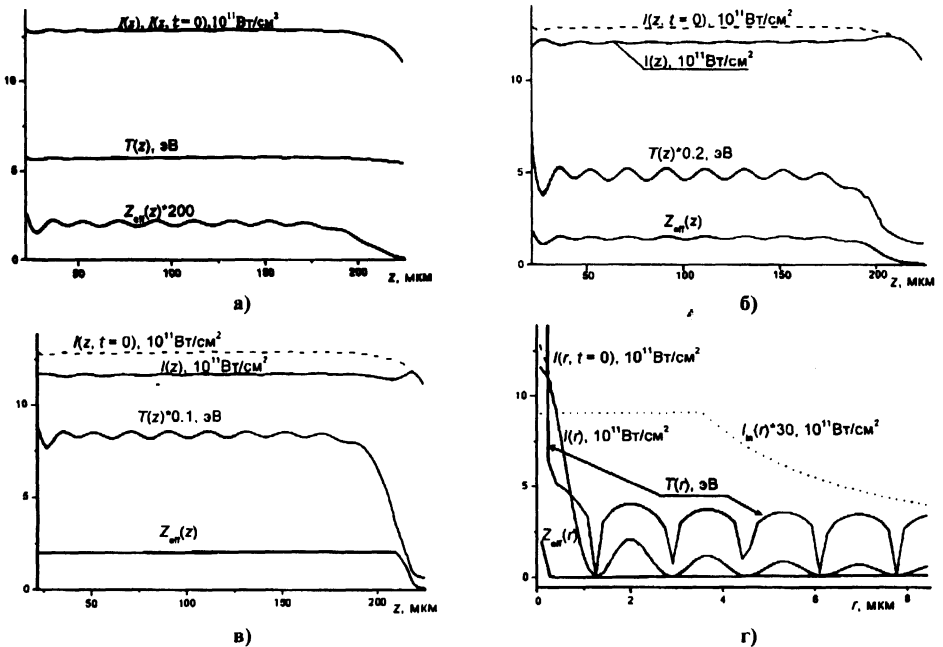 I(z), I(z, t = 0), 10¹¹Вт/см²
10
T(z), эВ
5
Z_eff(z)*200
0
50
100
150
200
z, мкм
а)
I(z, t = 0), 10¹¹Вт/см²
10
I(z), 10¹¹Вт/см²
T(z)*0.2, эВ
5
Z_eff(z)
0
50
100
150
200
z, мкм
б)
I(z, t = 0), 10¹¹Вт/см²
I(z), 10¹¹Вт/см²
10
T(z)*0.1, эВ
5
Z_eff(z)
0
50
100
150
200
z, мкм
в)
I(r, t = 0), 10¹¹Вт/см²
10
I(r), 10¹¹Вт/см²
I_in(r)*30, 10¹¹Вт/см²
5
T(r), эВ
Z_eff(r)
0
0
2
4
6
8
r, мкм
г)